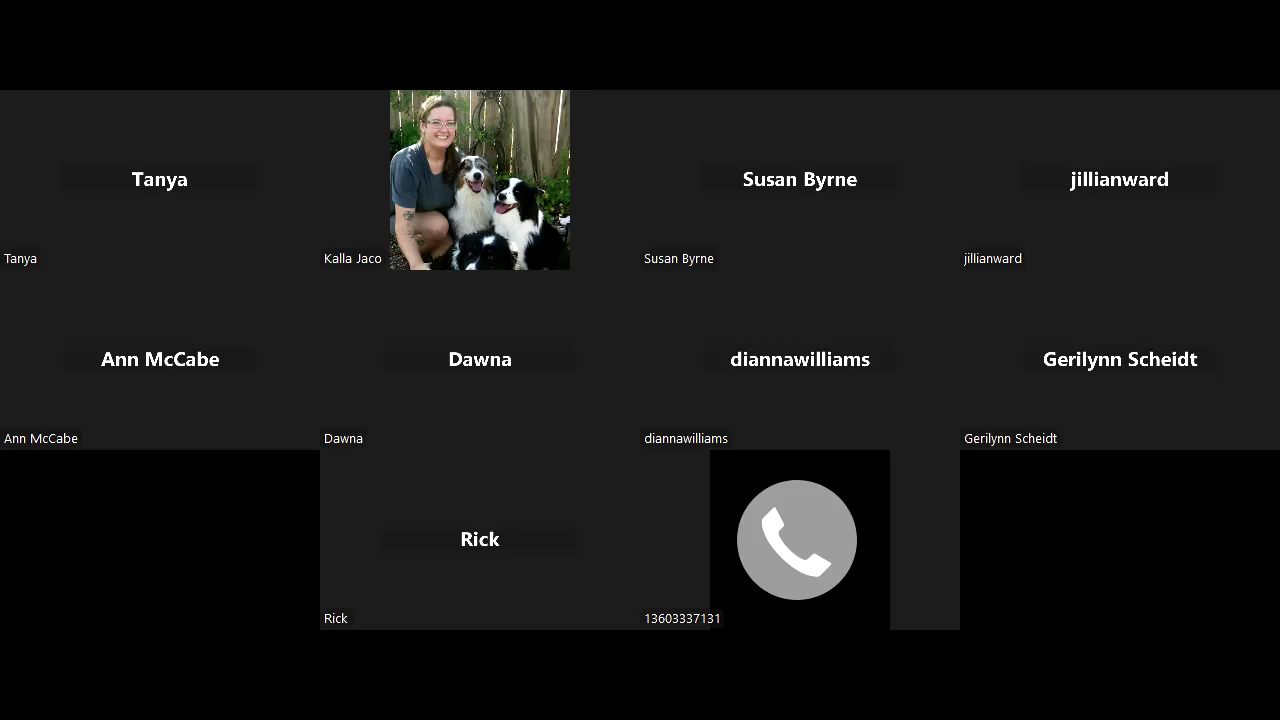 Tanya
Tanya
Kalla Jaco
Susan Byrne
Susan Byrne
jillianward
jillianward
Ann McCabe
Ann McCabe
Dawna
Dawna
diannawilliams
diannawilliams
Gerilynn Scheidt
Gerilynn Scheidt
Rick
Rick
13603337131